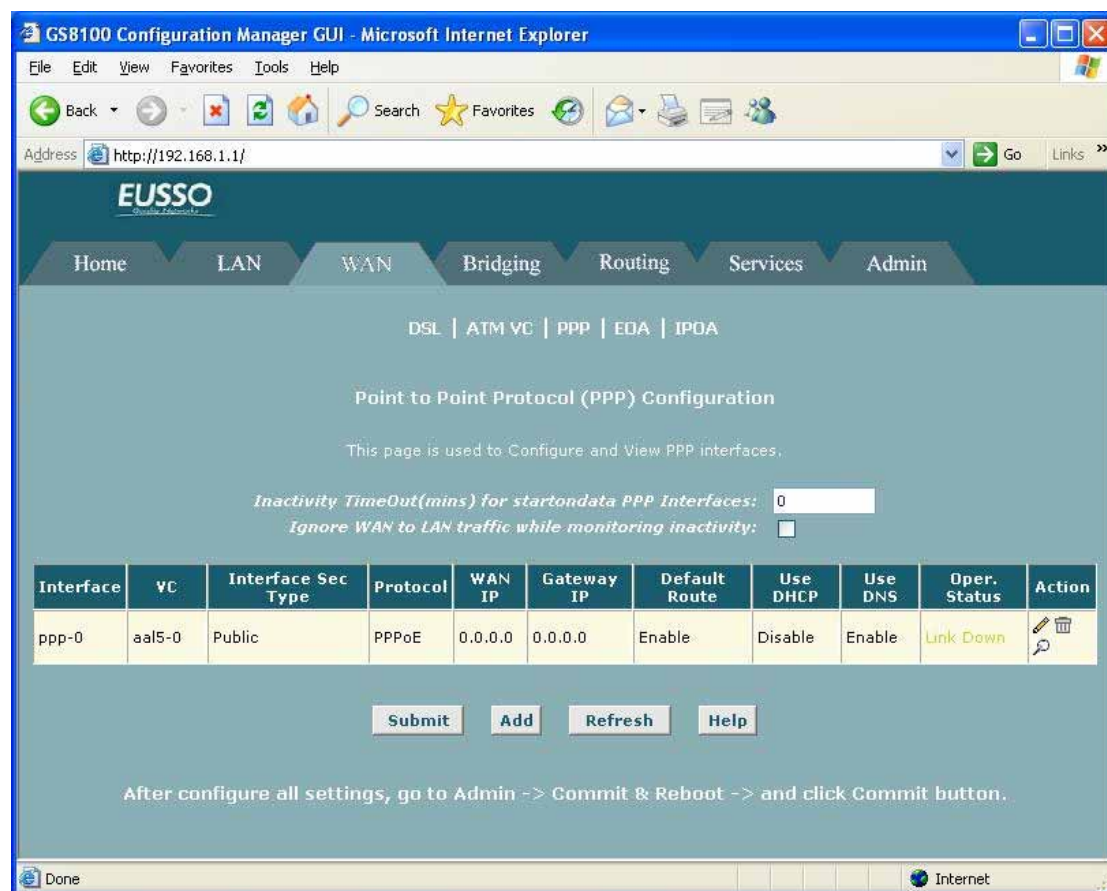 GS8100 Configuration Manager GUI - Microsoft Internet Explorer
File Edit View Favorites Tools Help
Back Search Favorites
Address http://192.168.1.1/ Go Links »
EUSSO
Quality Networks
Home LAN WAN Bridging Routing Services Admin
DSL | ATM VC | PPP | EOA | IPOA
Point to Point Protocol (PPP) Configuration
This page is used to Configure and View PPP interfaces.
Inactivity TimeOut(mins) for startondata PPP Interfaces: 0
Ignore WAN to LAN traffic while monitoring inactivity:
Interface VC Interface Sec Type Protocol WAN IP Gateway IP Default Route Use DHCP Use DNS Oper. Status Action
ppp-0 aal5-0 Public PPPoE 0.0.0.0 0.0.0.0 Enable Disable Enable Link Down
Submit Add Refresh Help
After configure all settings, go to Admin -> Commit & Reboot -> and click Commit button.
Done Internet